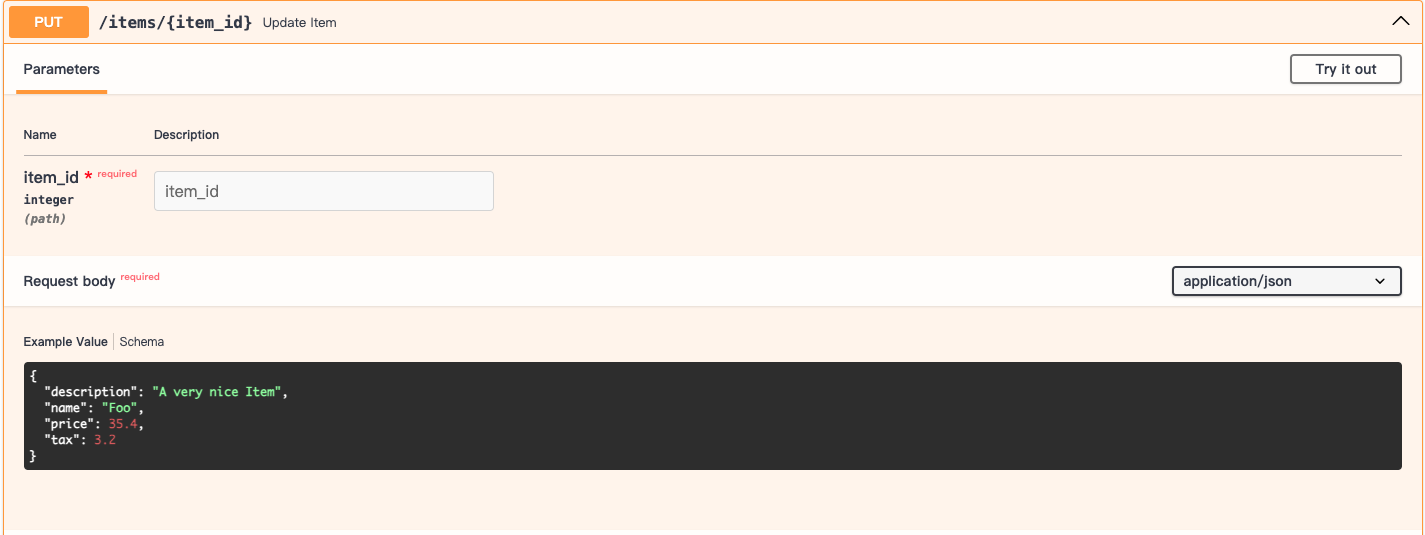 PUT /items/{item_id} Update Item
Parameters Try it out
Name Description
item_id * required item_id
integer
(path)
Request body required application/json
Example Value Schema
{
"description": "A very nice Item",
"name": "Foo",
"price": 35.4,
"tax": 3.2
}